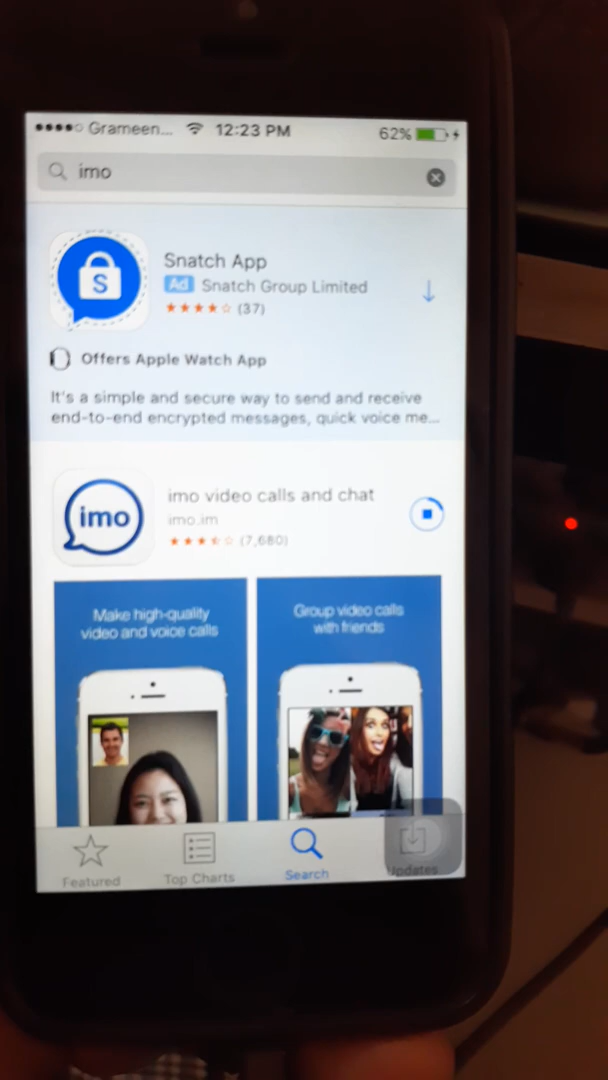 Grameen... 12:23 PM 62%
imo
Snatch App
Ad Snatch Group Limited
(37)
S
Offers Apple Watch App
It's a simple and secure way to send and receive
end-to-end encrypted messages, quick voice me...
imo video calls and chat
imo
imo.im
(7,680)
Make high-quality
video and voice calls
Group video calls
with friends
Featured
Top Charts
Search
Updates